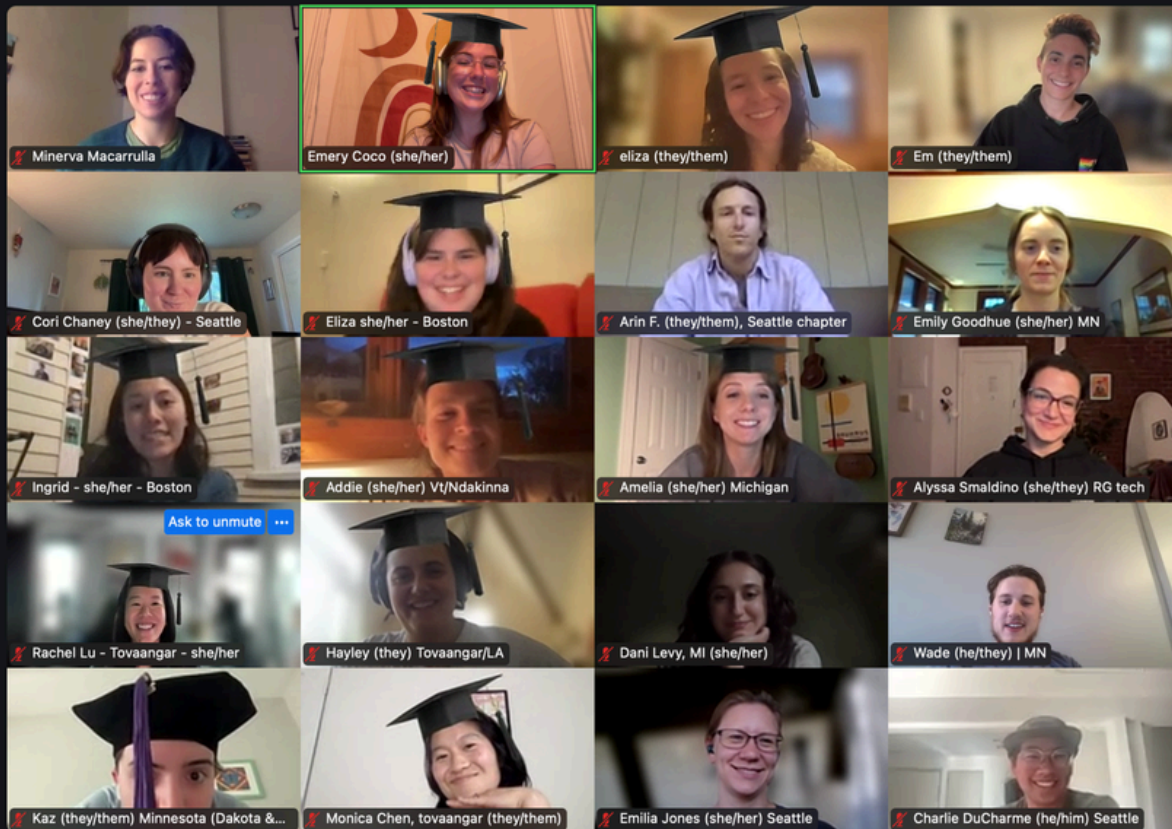 Minerva Macarrulla
Emery Coco (she/her)
eliza (they/them)
Em (they/them)
Cori Chaney (she/they) - Seattle
Eliza she/her - Boston
Arin F. (they/them), Seattle chapter
Emily Goodhue (she/her) MN
Ingrid - she/her - Boston
Addie (she/her) Vt/Ndakinna
Amelia (she/her) Michigan
Alyssa Smaldino (she/they) RG tech
Ask to unmute ...
Rachel Lu - Tovaangar - she/her
Hayley (they) Tovaangar/LA
Dani Levy, MI (she/her)
Wade (he/they) | MN
Kaz (they/them) Minnesota (Dakota &...
Monica Chen, tovaangar (they/them)
Emilia Jones (she/her) Seattle
Charlie DuCharme (he/him) Seattle